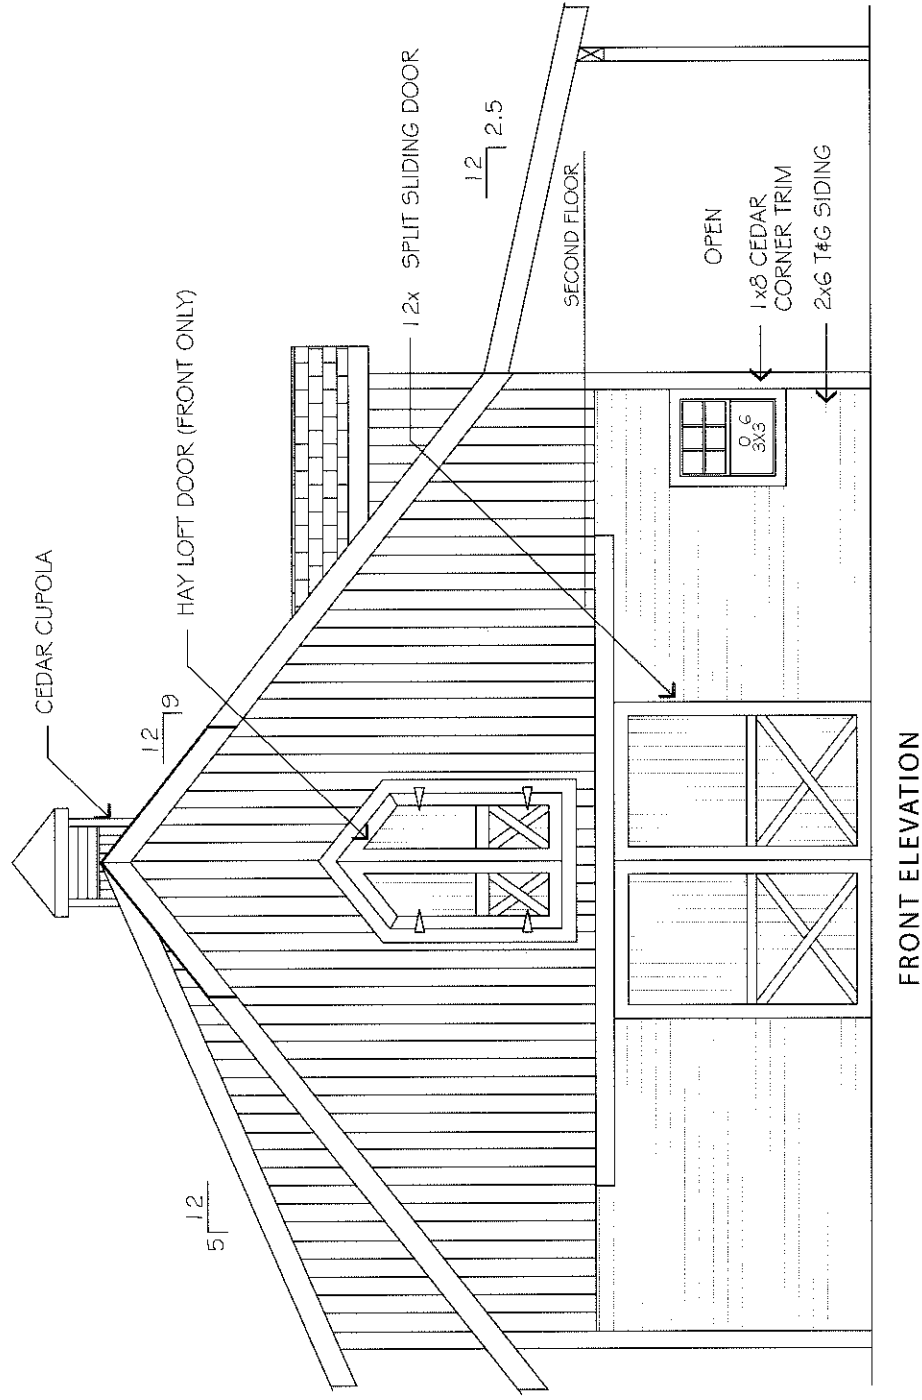 CEDAR CUPOLA
12
9
HAY LOFT DOOR (FRONT ONLY)
12
5
12x SPLIT SLIDING DOOR
12
2.5
SECOND FLOOR
OPEN
1x8 CEDAR
CORNER TRIM
2x6 T&G SIDING
O 6
3X3
FRONT ELEVATION